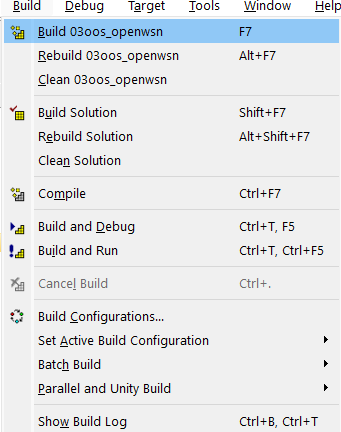 Build Debug Target Tools Window Help
Build 03oos_openwsn F7
Rebuild 03oos_openwsn Alt+F7
Clean 03oos_openwsn
Build Solution Shift+F7
Rebuild Solution Alt+Shift+F7
Clean Solution
Compile Ctrl+F7
Build and Debug Ctrl+T, F5
Build and Run Ctrl+T, Ctrl+F5
Cancel Build Ctrl+.
Build Configurations...
Set Active Build Configuration
Batch Build
Parallel and Unity Build
Show Build Log Ctrl+B, Ctrl+T